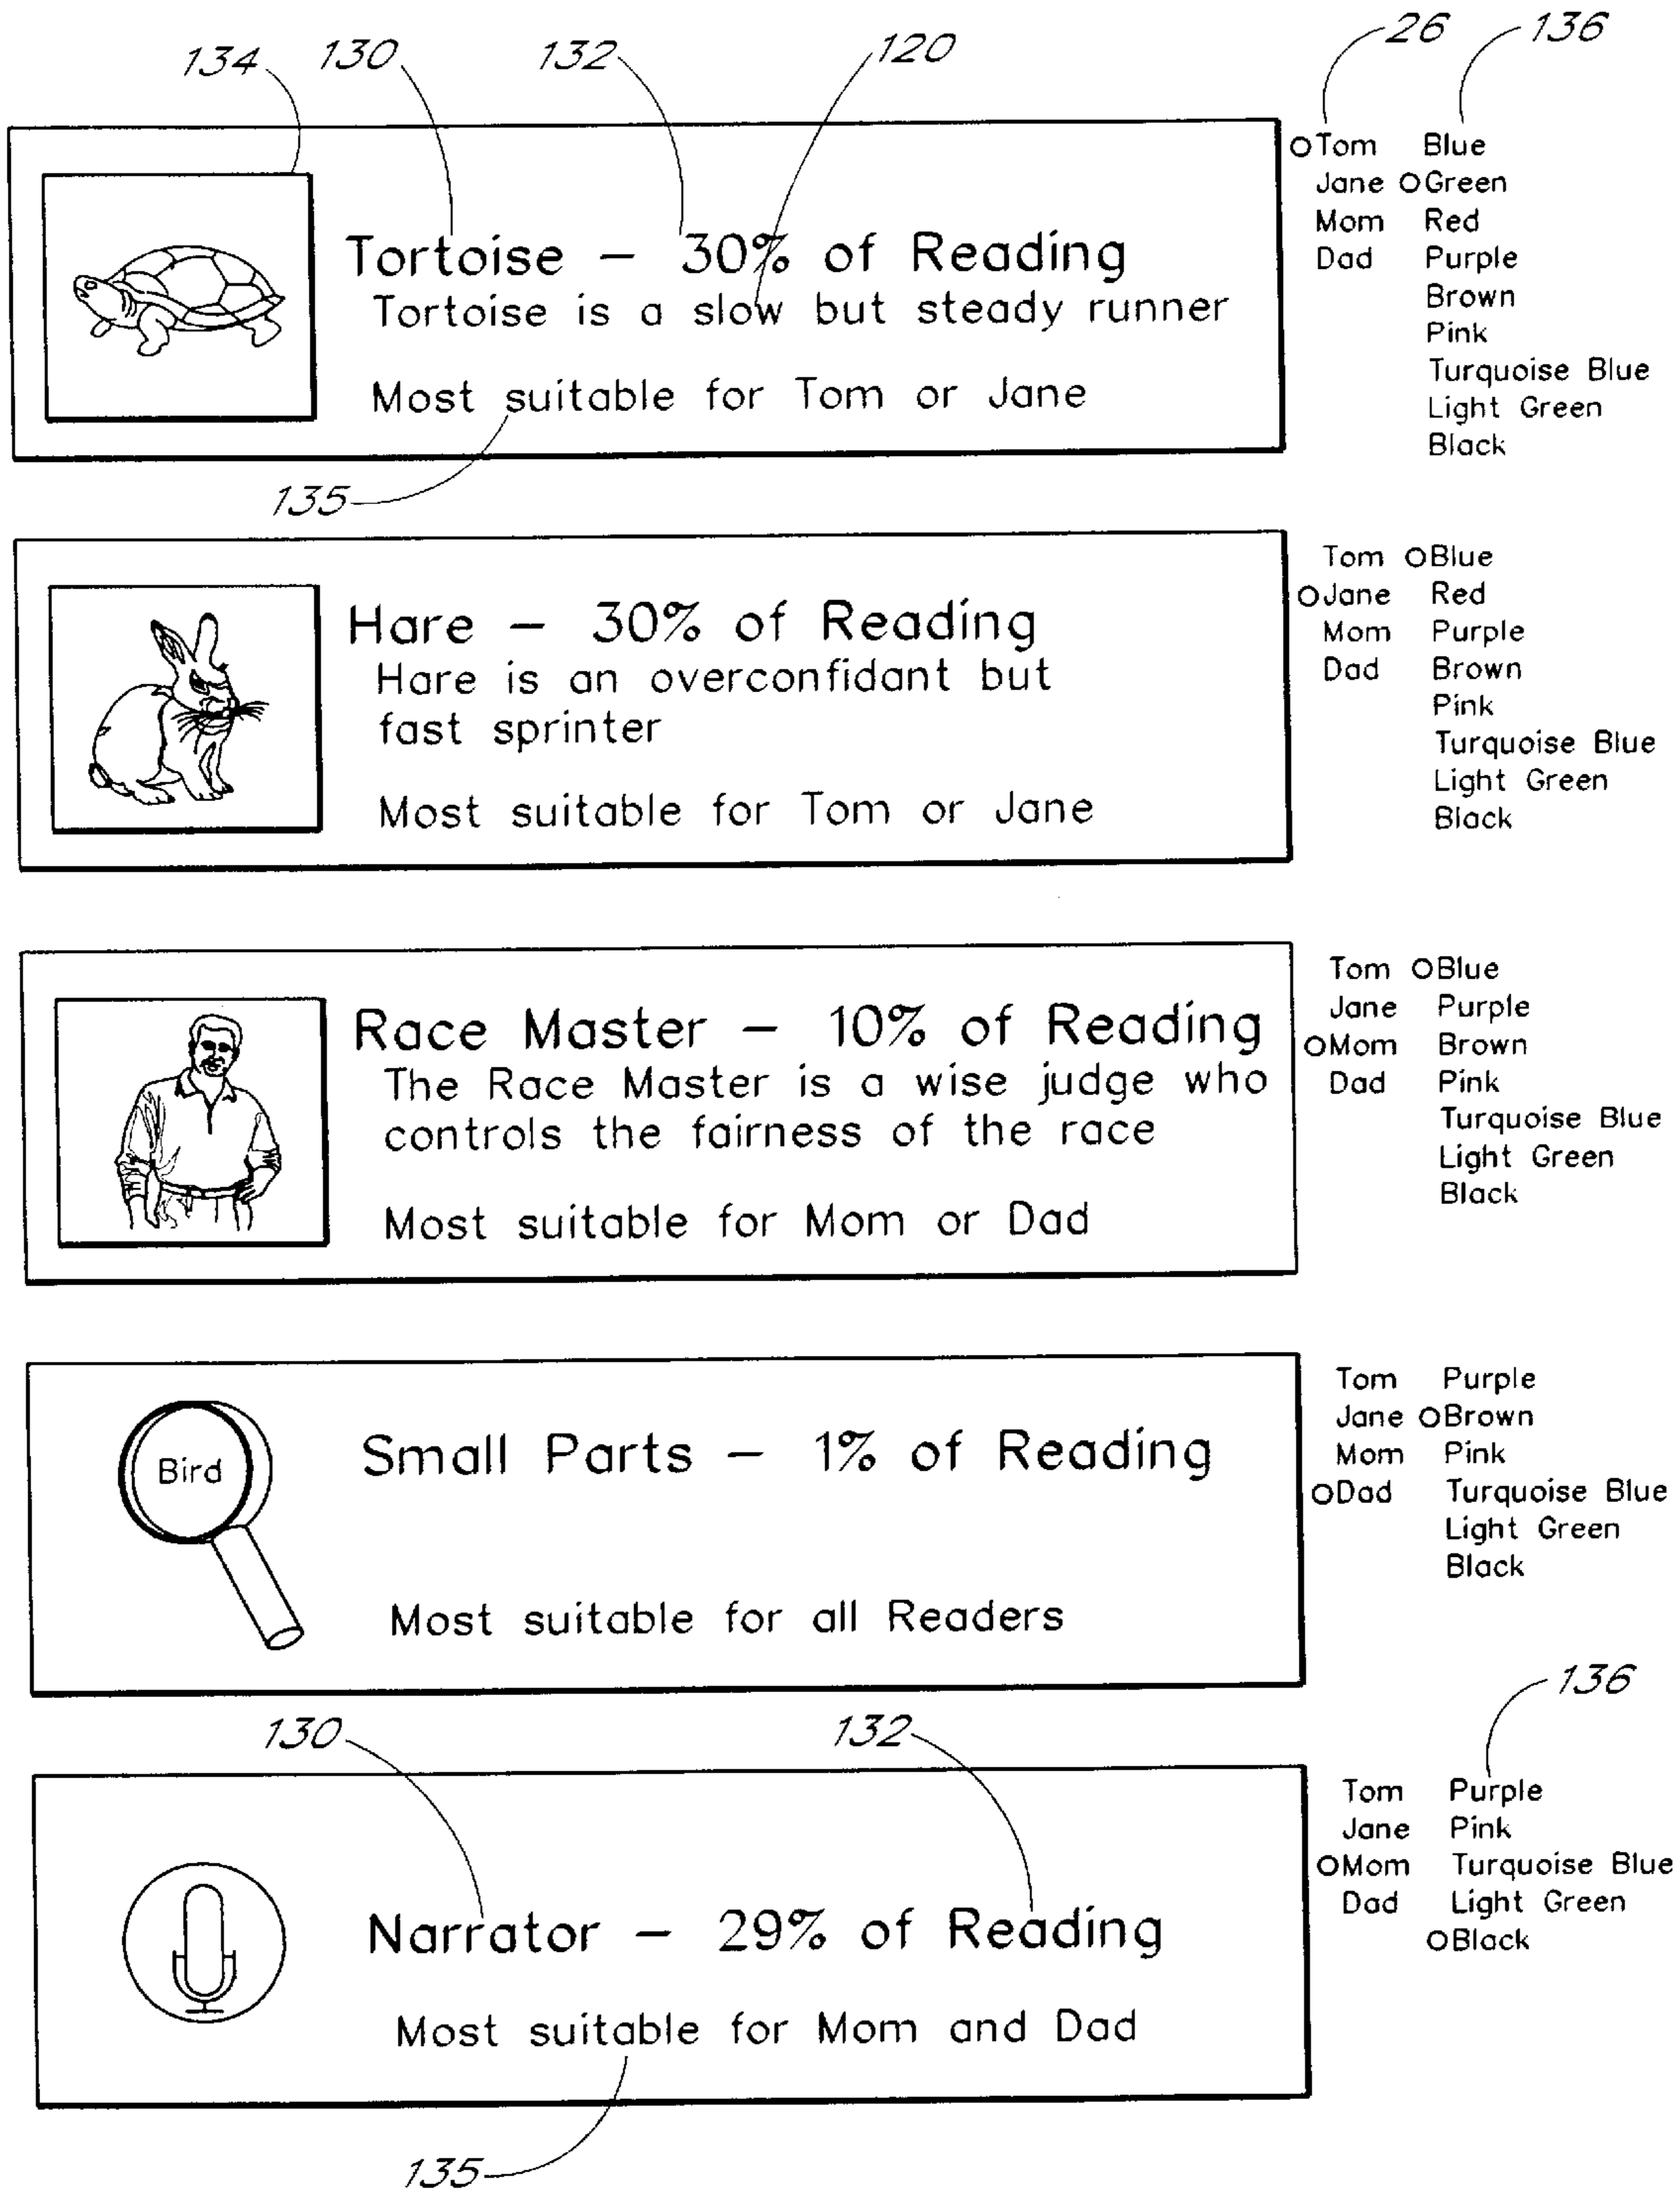 134 130 132 120 26 136
Tortoise – 30% of Reading
Tortoise is a slow but steady runner
Most suitable for Tom or Jane
135
Tom Blue
Jane Green
Mom Red
Dad Purple
Brown
Pink
Turquoise Blue
Light Green
Black
Hare – 30% of Reading
Hare is an overconfidant but
fast sprinter
Most suitable for Tom or Jane
Tom Blue
Jane Red
Mom Purple
Dad Brown
Pink
Turquoise Blue
Light Green
Black
Race Master – 10% of Reading
The Race Master is a wise judge who
controls the fairness of the race
Most suitable for Mom or Dad
Tom Blue
Jane Purple
Mom Brown
Dad Pink
Turquoise Blue
Light Green
Black
Bird
Small Parts – 1% of Reading
Most suitable for all Readers
Tom Purple
Jane Brown
Mom Pink
Dad Turquoise Blue
Light Green
Black
130 132 136
Narrator – 29% of Reading
Most suitable for Mom and Dad
135
Tom Purple
Jane Pink
Mom Turquoise Blue
Dad Light Green
Black